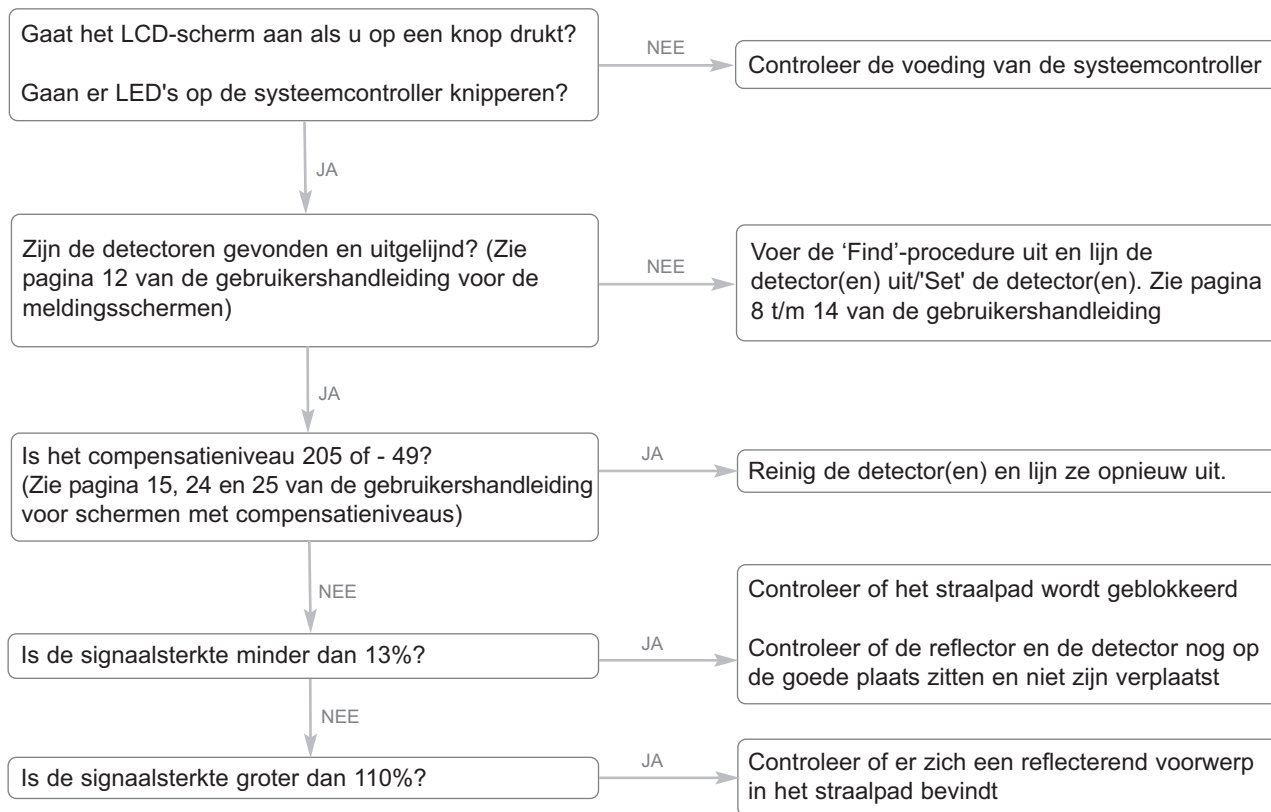 Gaat het LCD-scherm aan als u op een knop drukt?
Gaan er LED's op de systeemcontroller knipperen?
NEE
Controleer de voeding van de systeemcontroller
JA
Zijn de detectoren gevonden en uitgelijnd? (Zie
pagina 12 van de gebruikershandleiding voor de
meldingsschermen)
NEE
Voer de ‘Find’-procedure uit en lijn de
detector(en) uit/'Set' de detector(en). Zie pagina
8 t/m 14 van de gebruikershandleiding
JA
Is het compensatieniveau 205 of - 49?
(Zie pagina 15, 24 en 25 van de gebruikershandleiding
voor schermen met compensatieniveaus)
JA
Reinig de detector(en) en lijn ze opnieuw uit.
NEE
Is de signaalsterkte minder dan 13%?
JA
Controleer of het straalpad wordt geblokkeerd
Controleer of de reflector en de detector nog op
de goede plaats zitten en niet zijn verplaatst
NEE
Is de signaalsterkte groter dan 110%?
JA
Controleer of er zich een reflecterend voorwerp
in het straalpad bevindt